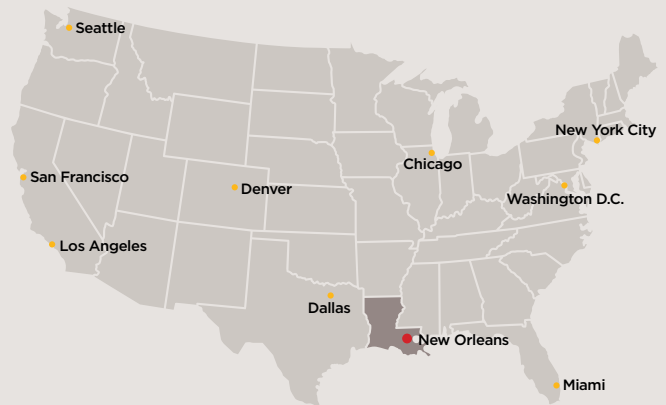 Seattle
New York City
Chicago
San Francisco
Denver
Washington D.C.
Los Angeles
Dallas
New Orleans
Miami